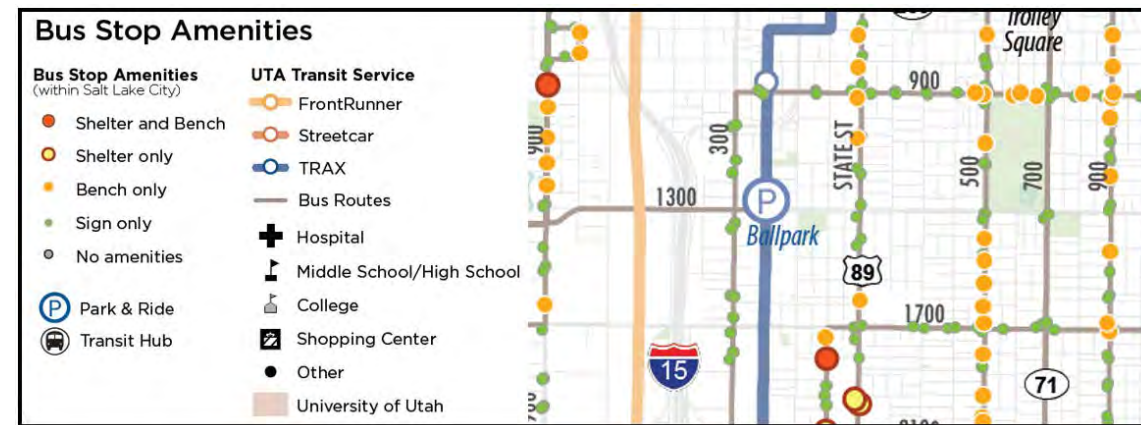 Bus Stop Amenities
Bus Stop Amenities
(within Salt Lake City)
Shelter and Bench
Shelter only
Bench only
Sign only
No amenities
P
Park & Ride
Transit Hub
UTA Transit Service
FrontRunner
Streetcar
TRAX
Bus Routes
Hospital
Middle School/High School
College
Shopping Center
Other
University of Utah
Trolley
Square
900
900
300
STATE ST
500
700
900
1300
P
Ballpark
89
1700
INTERSTATE
15
71